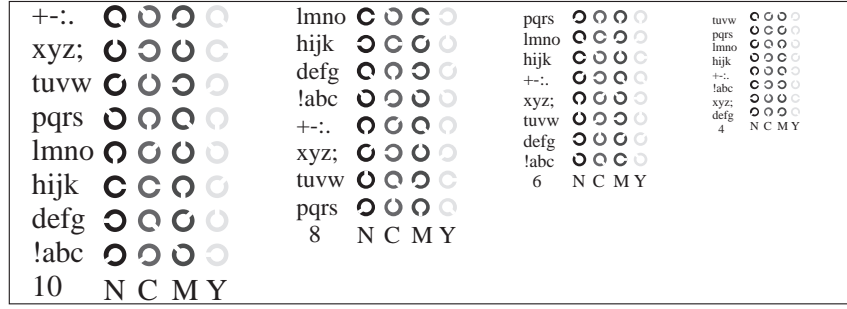 +-:.
xyz;
tuvw
pqrs
lmno
hijk
defg
!abc
10 N C M Y
lmno
hijk
defg
!abc
+-:.
xyz;
tuvw
pqrs
8 N C M Y
pqrs
lmno
hijk
+-:.
xyz;
tuvw
defg
!abc
6 N C M Y
tuvw
pqrs
lmno
hijk
+-:.
!abc
xyz;
defg
4 N C M Y